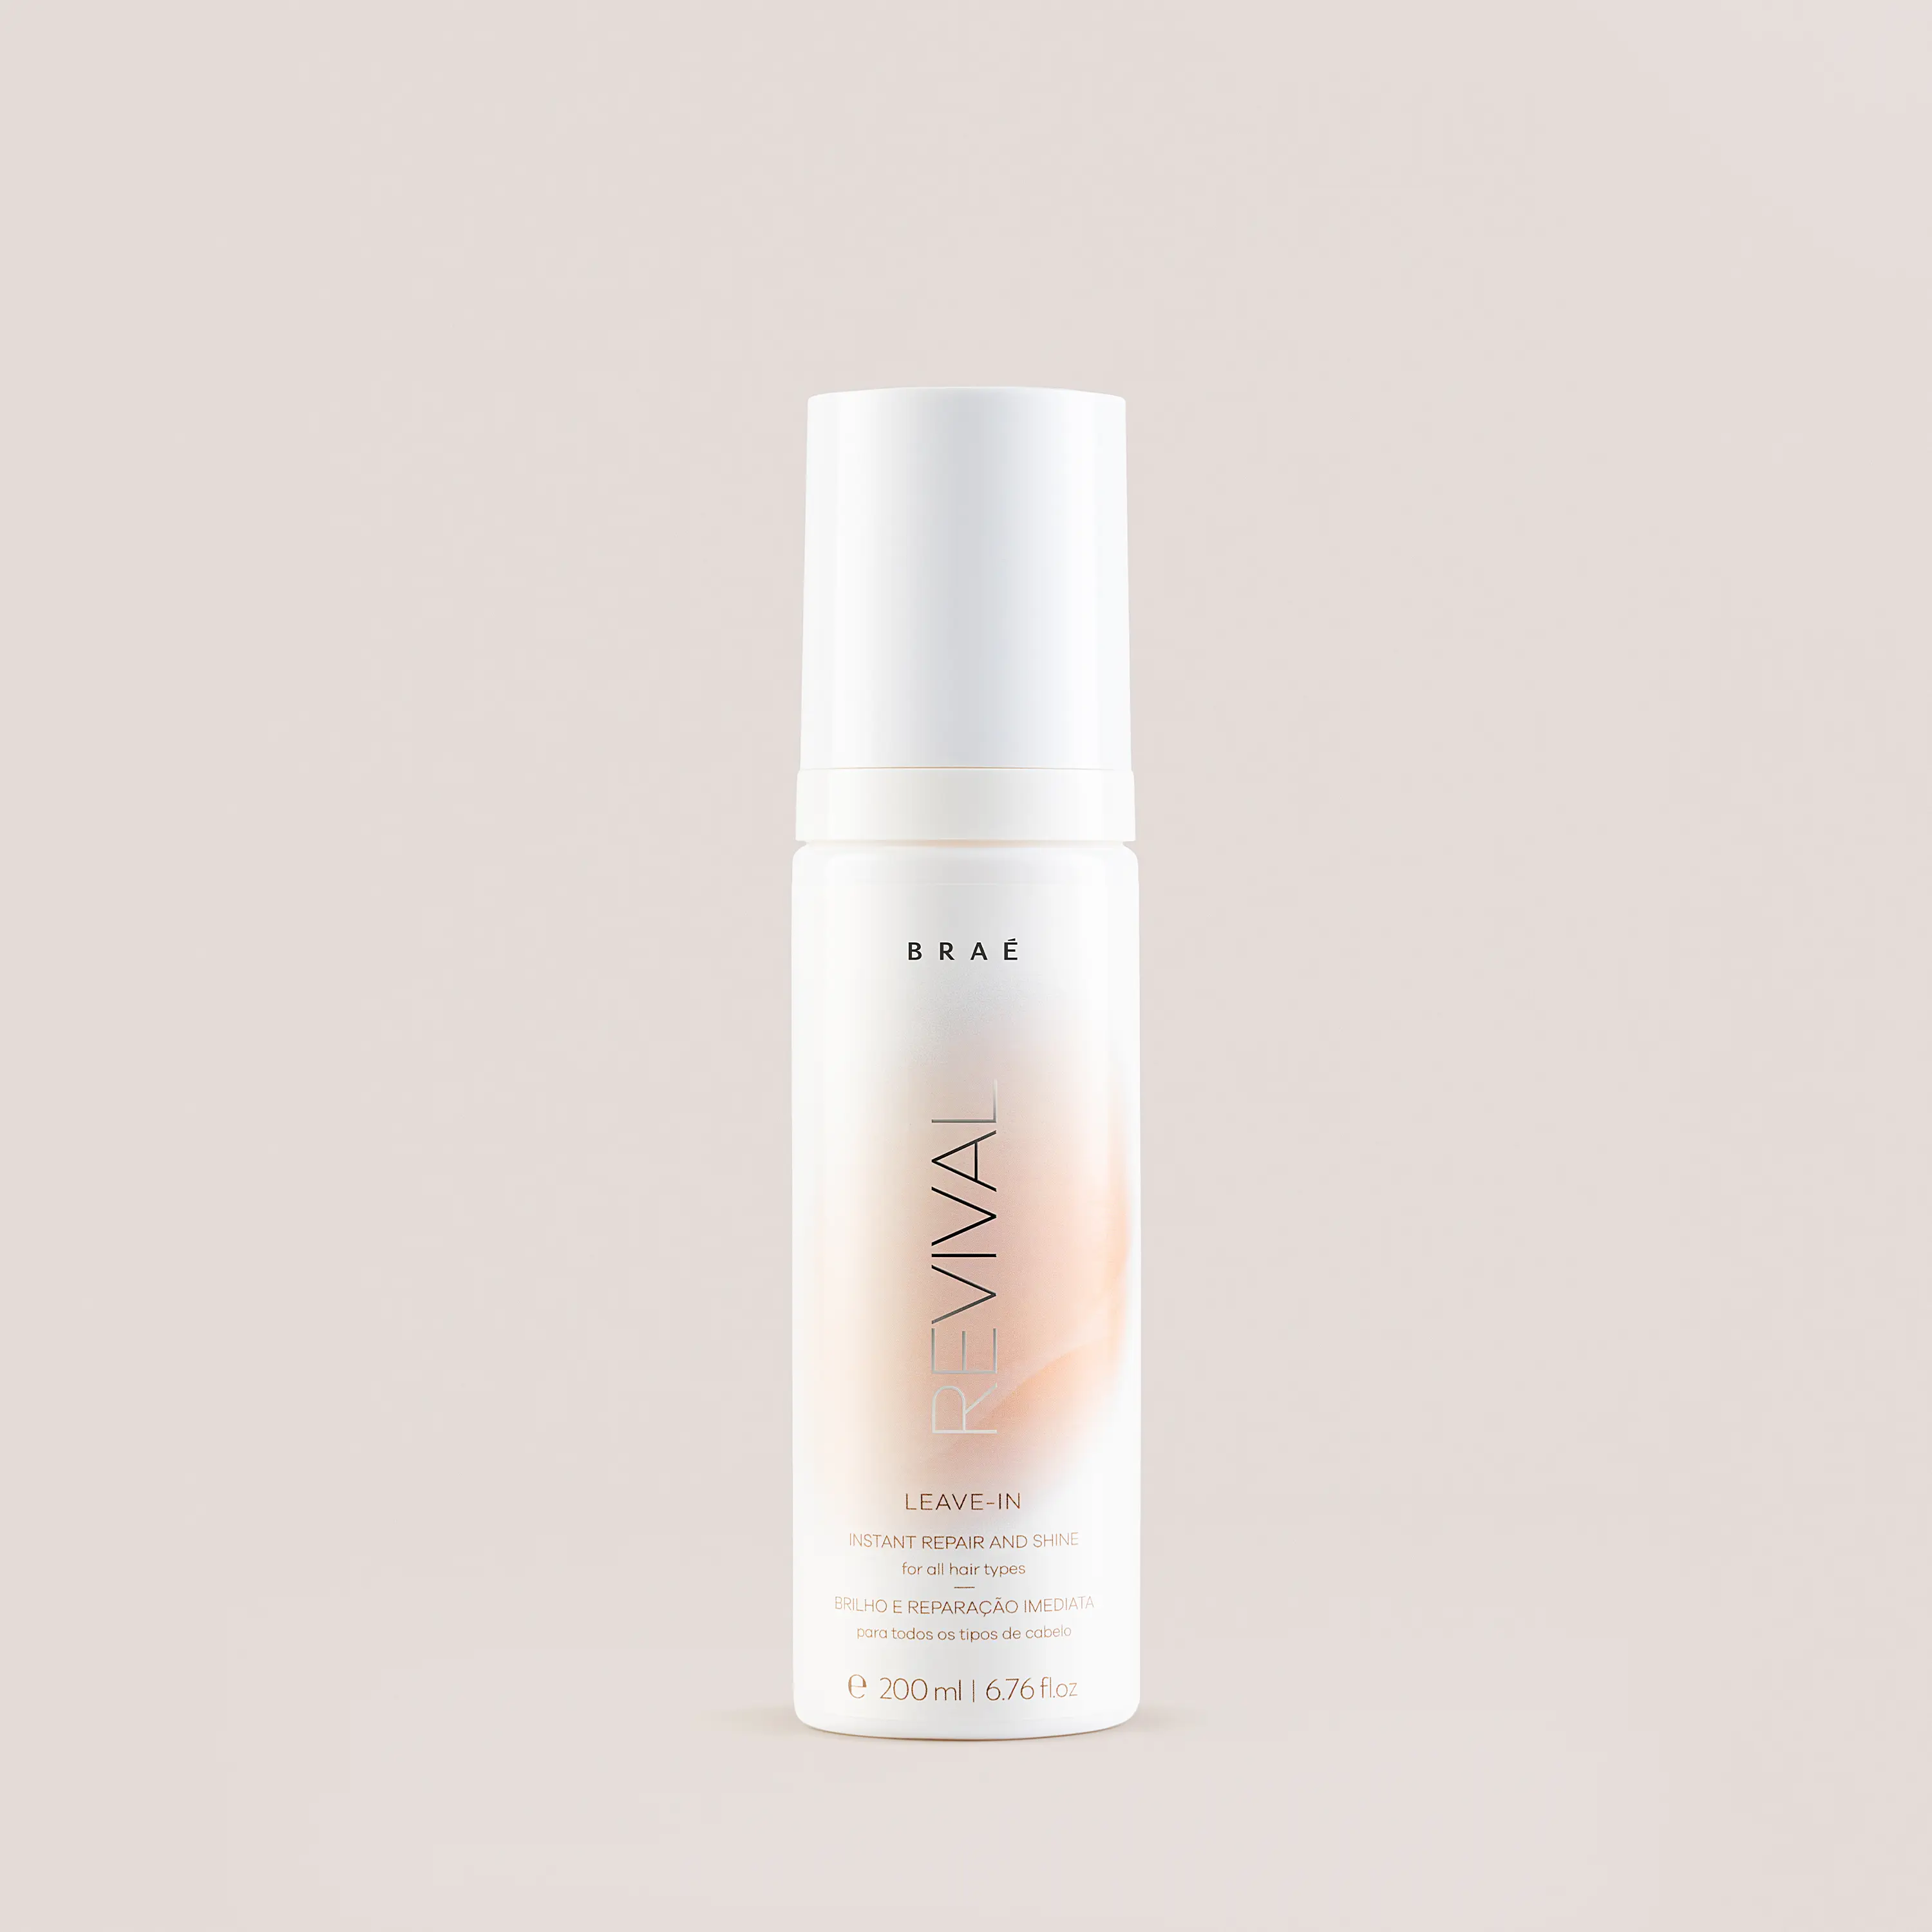 BRAÉ
REVIVAL
LEAVE-IN
INSTANT REPAIR AND SHINE
for all hair types
BRILHO E REPARAÇÃO IMEDIATA
para todos os tipos de cabelo
℮ 200 ml | 6.76 fl.oz